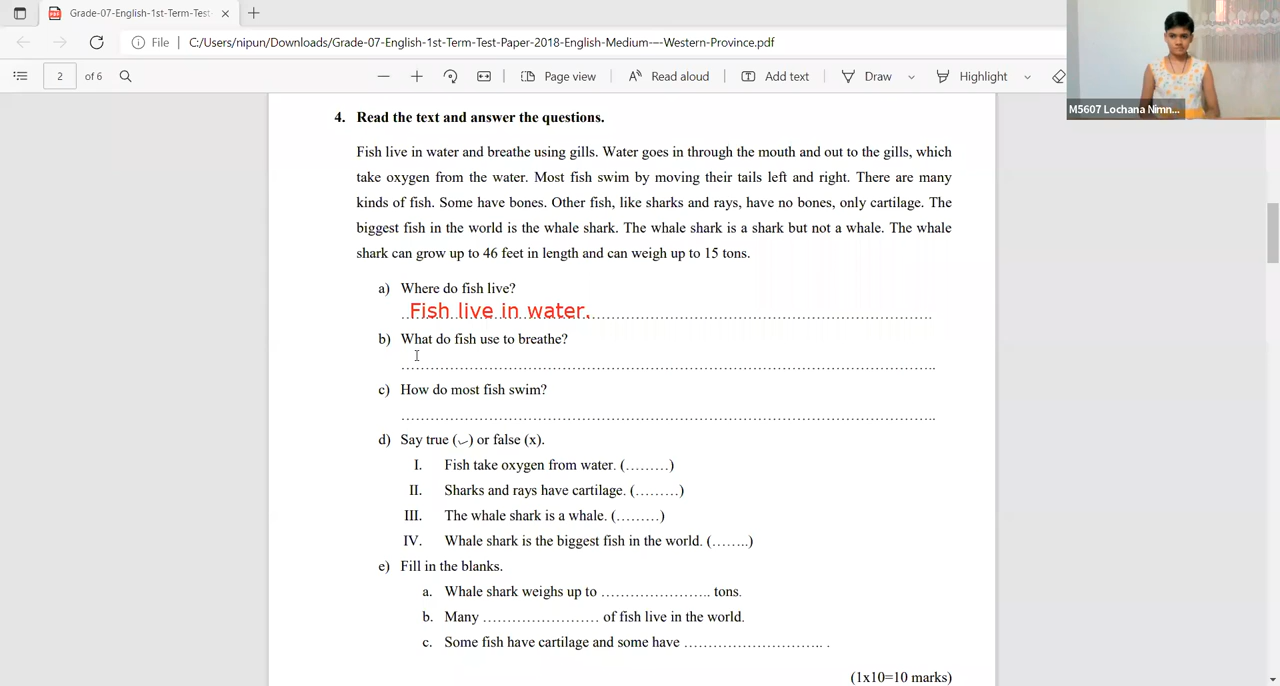 Grade-07-English-1st-Term-Test-
File | C:/Users/nipun/Downloads/Grade-07-English-1st-Term-Test-Paper-2018-English-Medium-–-Western-Province.pdf
2 of 6 Page view Read aloud Add text Draw Highlight
M5607 Lochana Nimn...
4. Read the text and answer the questions.
Fish live in water and breathe using gills. Water goes in through the mouth and out to the gills, which
take oxygen from the water. Most fish swim by moving their tails left and right. There are many
kinds of fish. Some have bones. Other fish, like sharks and rays, have no bones, only cartilage. The
biggest fish in the world is the whale shark. The whale shark is a shark but not a whale. The whale
shark can grow up to 46 feet in length and can weigh up to 15 tons.
a) Where do fish live?
Fish live in water.
b) What do fish use to breathe?
c) How do most fish swim?
d) Say true (✓) or false (x).
I. Fish take oxygen from water. (………)
II. Sharks and rays have cartilage. (………)
III. The whale shark is a whale. (………)
IV. Whale shark is the biggest fish in the world. (……..)
e) Fill in the blanks.
a. Whale shark weighs up to …………………. tons.
b. Many …………………… of fish live in the world.
c. Some fish have cartilage and some have ……………………….. .
(1x10=10 marks)